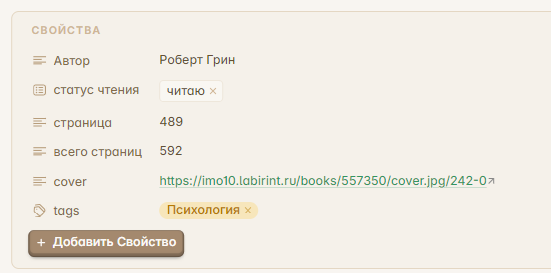 СВОЙСТВА
Автор Роберт Грин
статус чтения читаю ×
страница 489
всего страниц 592
cover https://imo10.labirint.ru/books/557350/cover.jpg/242-0
tags Психология ×
+ Добавить Свойство